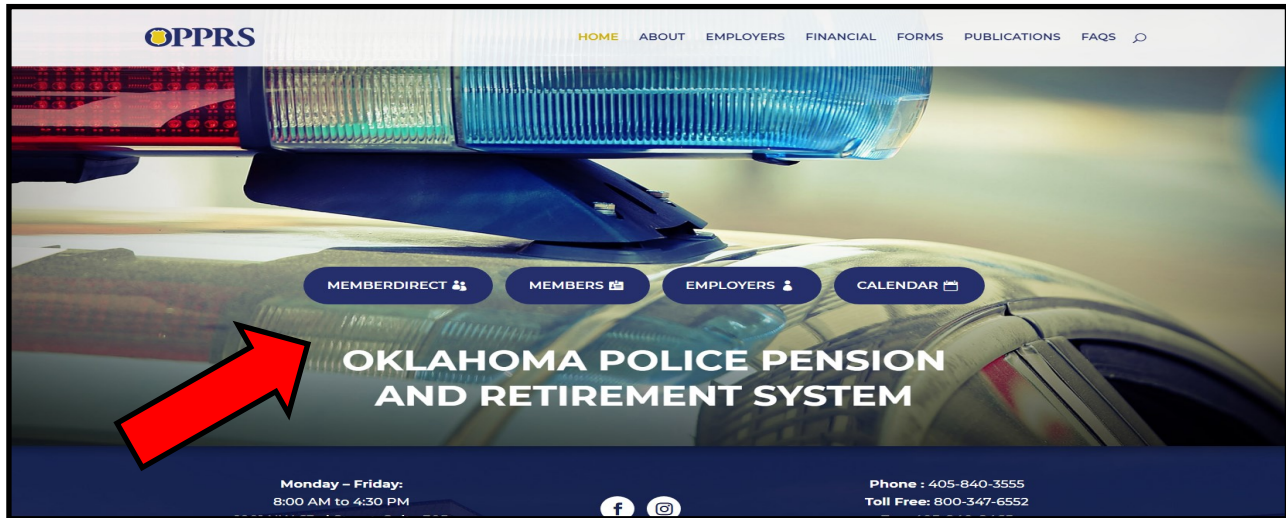 OPPRS
HOME ABOUT EMPLOYERS FINANCIAL FORMS PUBLICATIONS FAQS
MEMBERDIRECT MEMBERS EMPLOYERS CALENDAR
OKLAHOMA POLICE PENSION
AND RETIREMENT SYSTEM
Monday – Friday:
8:00 AM to 4:30 PM
Phone : 405-840-3555
Toll Free: 800-347-6552